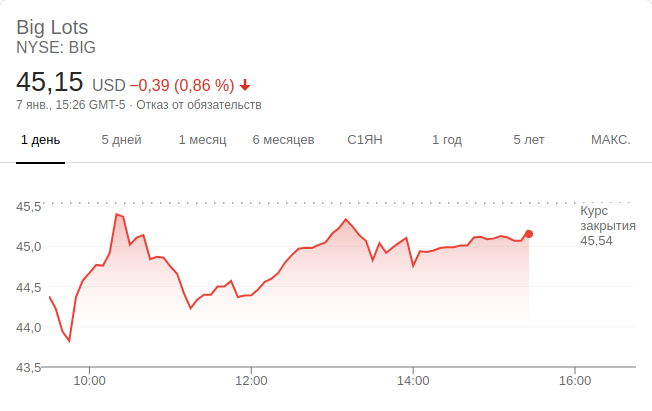 Big Lots
NYSE: BIG
45,15 USD −0,39 (0,86 %)
7 янв., 15:26 GMT-5 · Отказ от обязательств
1 день 5 дней 1 месяц 6 месяцев С1ЯН 1 год 5 лет МАКС.
45,5
Курс
закрытия
45,54
45,0
44,5
44,0
43,5
10:00 12:00 14:00 16:00